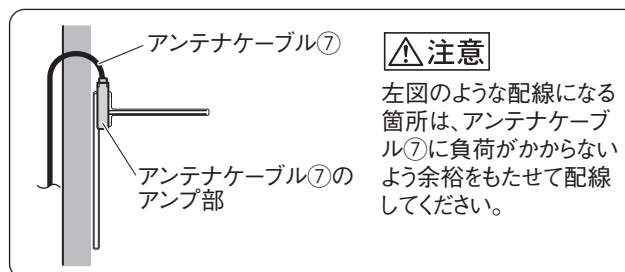 アンテナケーブル⑦
アンテナケーブル⑦の
アンプ部
注意
左図のような配線になる
箇所は、アンテナケーブ
ル⑦に負荷がかからない
よう余裕をもたせて配線
してください。